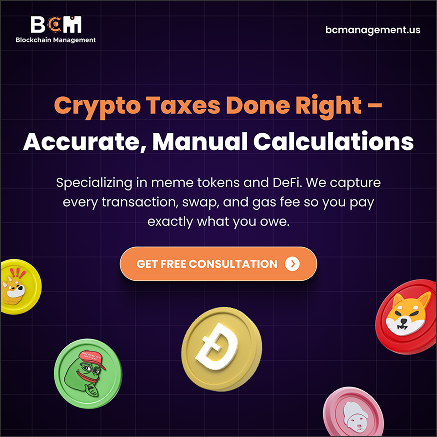 BCM
Blockchain Management
bcmanagement.us
Crypto Taxes Done Right –
Accurate, Manual Calculations
Specializing in meme tokens and DeFi. We capture
every transaction, swap, and gas fee so you pay
exactly what you owe.
GET FREE CONSULTATION